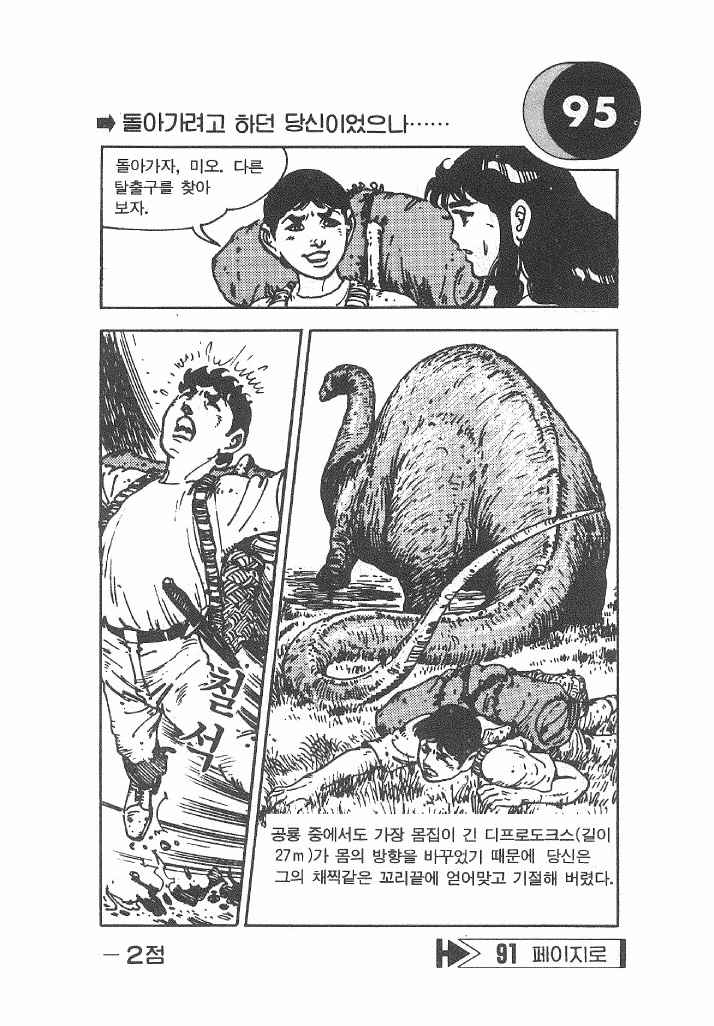 95
➡ 돌아가려고 하던 당신이었으나……
돌아가자, 미오. 다른
탈출구를 찾아
보자.
철
석
공룡 중에서도 가장 몸집이 긴 디프로도크스(길이
27m)가 몸의 방향을 바꾸었기 때문에 당신은
그의 채찍같은 꼬리끝에 얻어맞고 기절해 버렸다.
－2점
91 페이지로